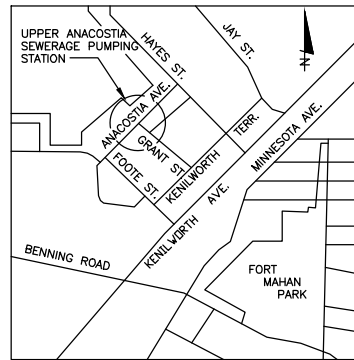 UPPER ANACOSTIA
SEWERAGE PUMPING
STATION
HAYES ST.
JAY ST.
N
ANACOSTIA AVE.
GRANT ST.
KENILWORTH TERR.
MINNESOTA AVE.
FOOTE ST.
KENILWORTH AVE.
BENNING ROAD
FORT
MAHAN
PARK